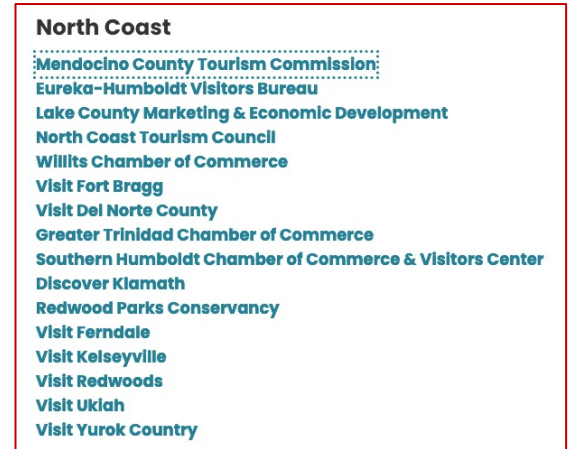 North Coast
Mendocino County Tourism Commission
Eureka-Humboldt Visitors Bureau
Lake County Marketing & Economic Development
North Coast Tourism Council
Willits Chamber of Commerce
Visit Fort Bragg
Visit Del Norte County
Greater Trinidad Chamber of Commerce
Southern Humboldt Chamber of Commerce & Visitors Center
Discover Klamath
Redwood Parks Conservancy
Visit Ferndale
Visit Kelseyville
Visit Redwoods
Visit Ukiah
Visit Yurok Country